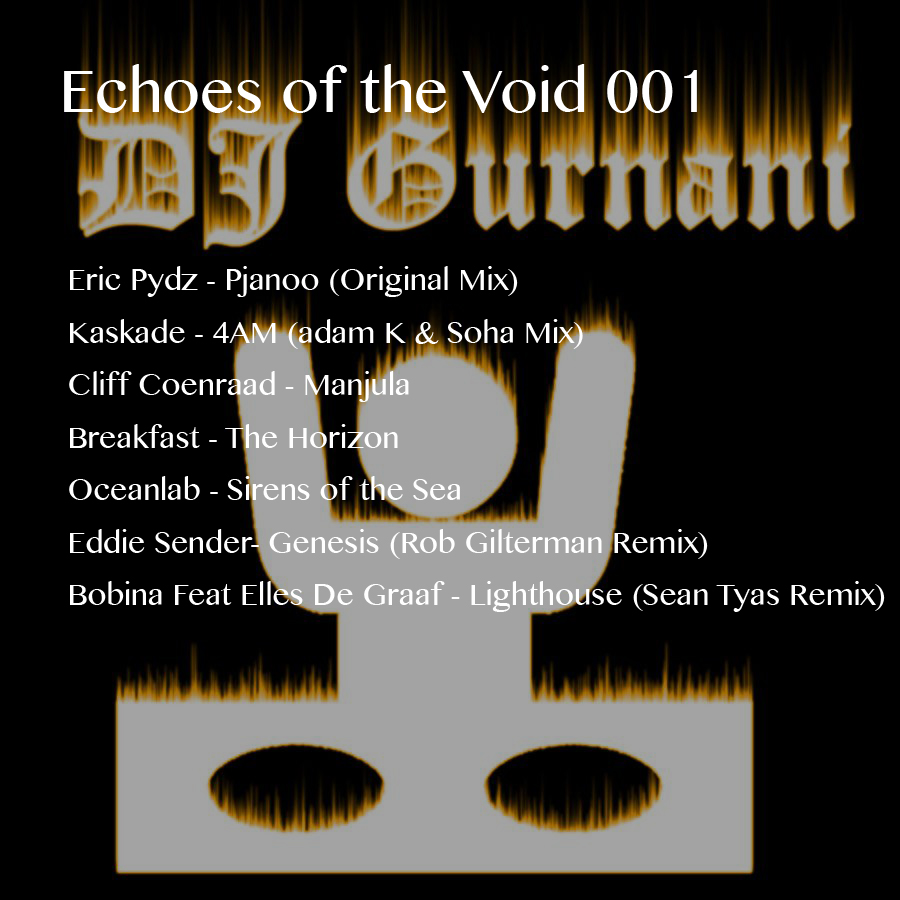 Echoes of the Void 001
DJ Gurnani
Eric Pydz - Pjanoo (Original Mix)
Kaskade - 4AM (adam K & Soha Mix)
Cliff Coenraad - Manjula
Breakfast - The Horizon
Oceanlab - Sirens of the Sea
Eddie Sender- Genesis (Rob Gilterman Remix)
Bobina Feat Elles De Graaf - Lighthouse (Sean Tyas Remix)